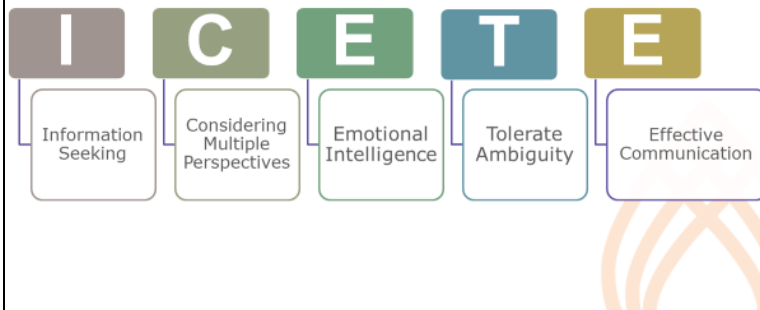 I
C
E
T
E
Information
Seeking
Considering
Multiple
Perspectives
Emotional
Intelligence
Tolerate
Ambiguity
Effective
Communication